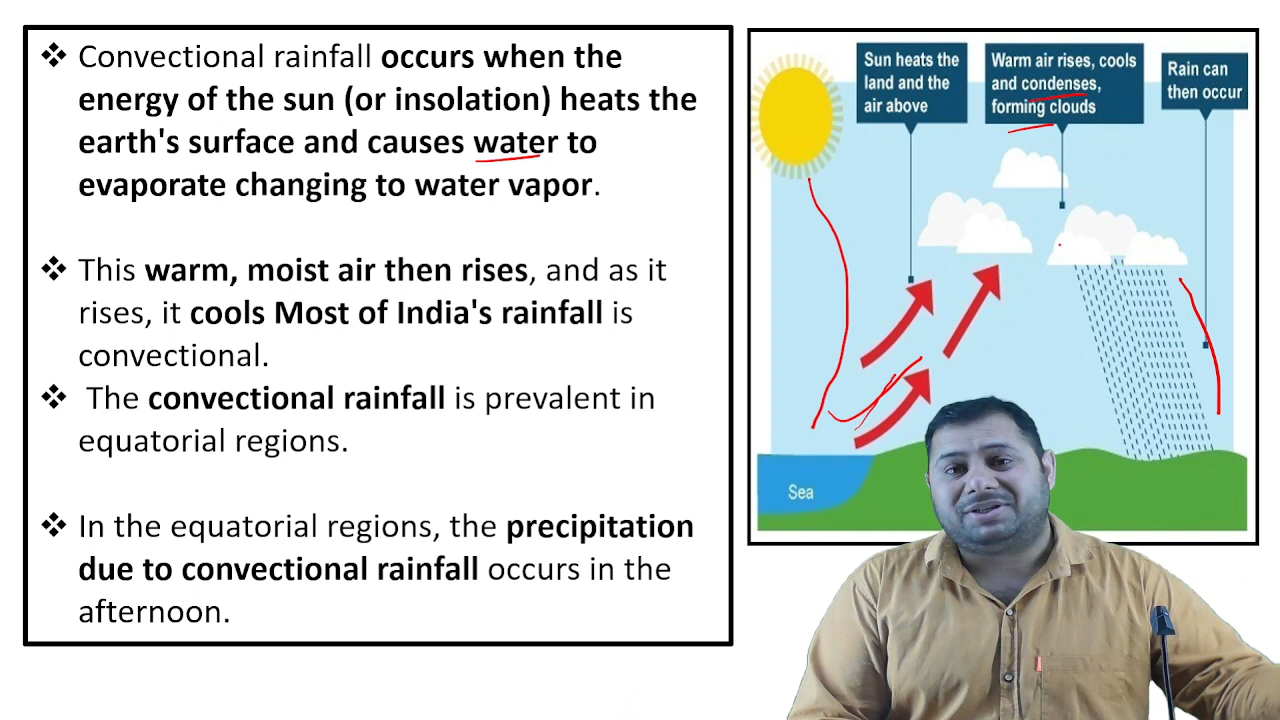 ❖ Convectional rainfall occurs when the
energy of the sun (or insolation) heats the
earth's surface and causes water to
evaporate changing to water vapor.
❖ This warm, moist air then rises, and as it
rises, it cools Most of India's rainfall is
convectional.
❖ The convectional rainfall is prevalent in
equatorial regions.
❖ In the equatorial regions, the precipitation
due to convectional rainfall occurs in the
afternoon.
Sun heats the
land and the
air above
Warm air rises, cools
and condenses,
forming clouds
Rain can
then occur
Sea